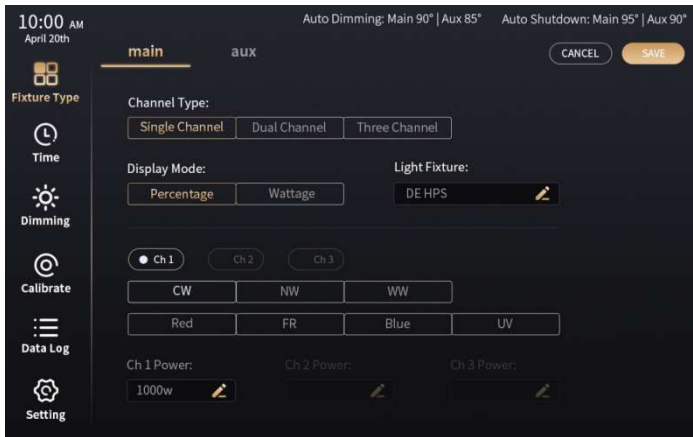 10:00 AM
April 20th
Auto Dimming: Main 90° | Aux 85° Auto Shutdown: Main 95° | Aux 90°
main aux
CANCEL SAVE
Fixture Type
Time
Dimming
Calibrate
Data Log
Setting
Channel Type:
Single Channel Dual Channel Three Channel
Display Mode: Light Fixture:
Percentage Wattage DE HPS
Ch 1 Ch 2 Ch 3
CW NW WW
Red FR Blue UV
Ch 1 Power: Ch 2 Power: Ch 3 Power:
1000w